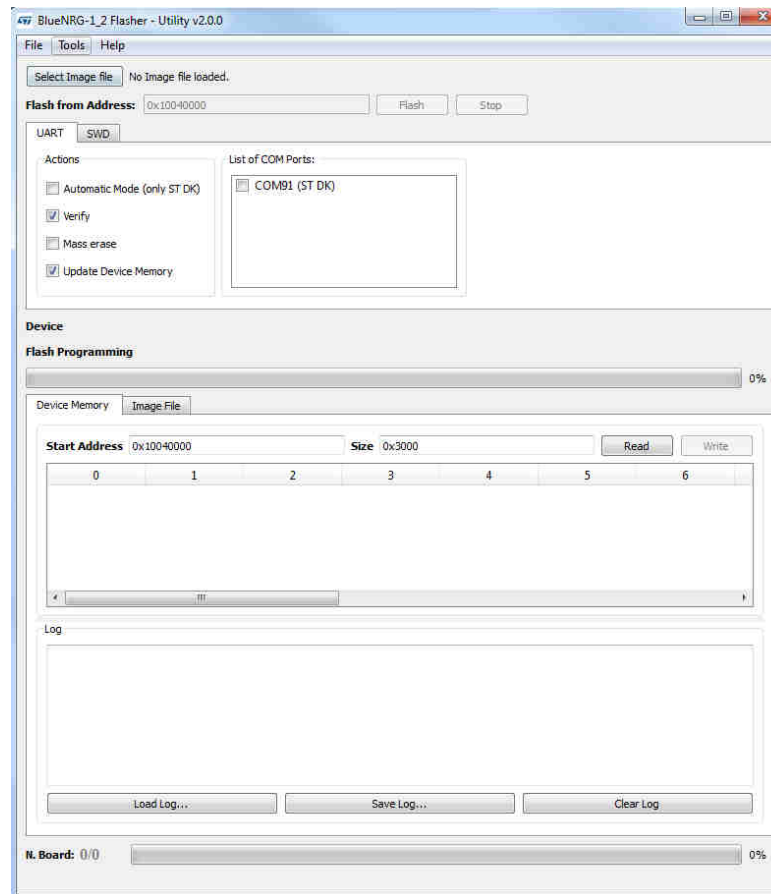 BlueNRG-1_2 Flasher - Utility v2.0.0
File Tools Help
Select Image file No Image file loaded.
Flash from Address: 0x10040000 Flash Stop
UART SWD
Actions List of COM Ports:
Automatic Mode (only ST DK) COM91 (ST DK)
Verify
Mass erase
Update Device Memory
Device
Flash Programming
0%
Device Memory Image File
Start Address 0x10040000 Size 0x3000 Read Write
0 1 2 3 4 5 6
Log
Load Log... Save Log... Clear Log
N. Board: 0/0 0%